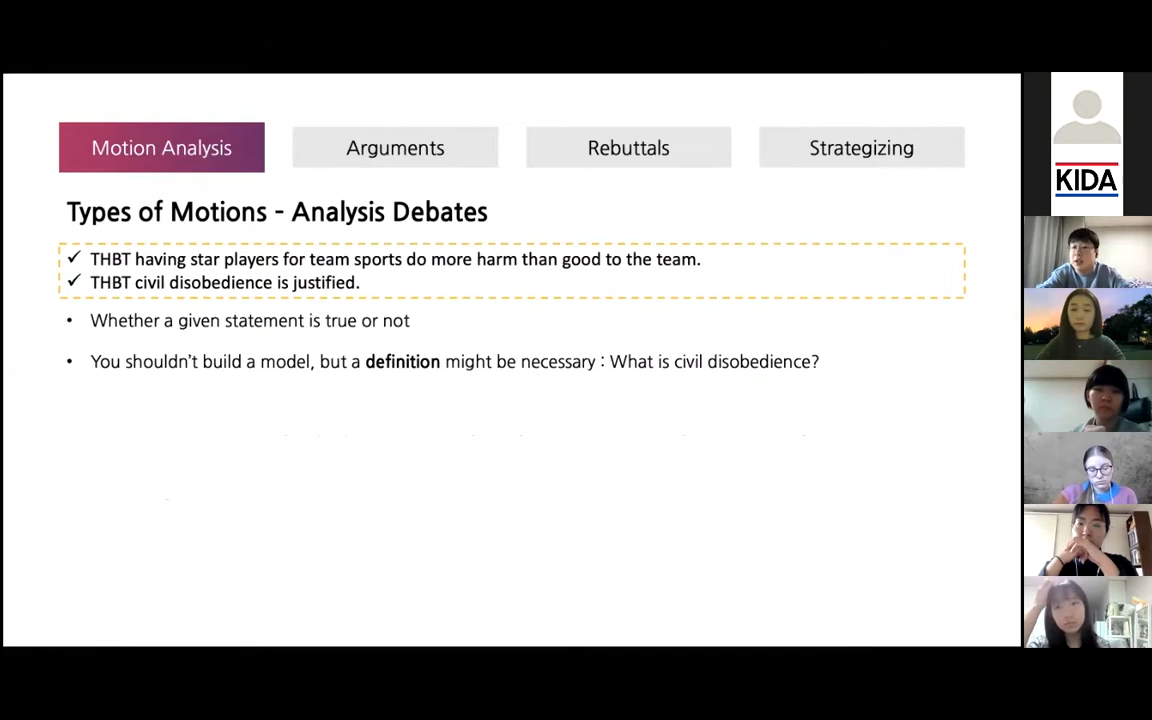 Motion Analysis
Arguments
Rebuttals
Strategizing
Types of Motions - Analysis Debates
✓ THBT having star players for team sports do more harm than good to the team.
✓ THBT civil disobedience is justified.
• Whether a given statement is true or not
• You shouldn't build a model, but a definition might be necessary : What is civil disobedience?
KIDA